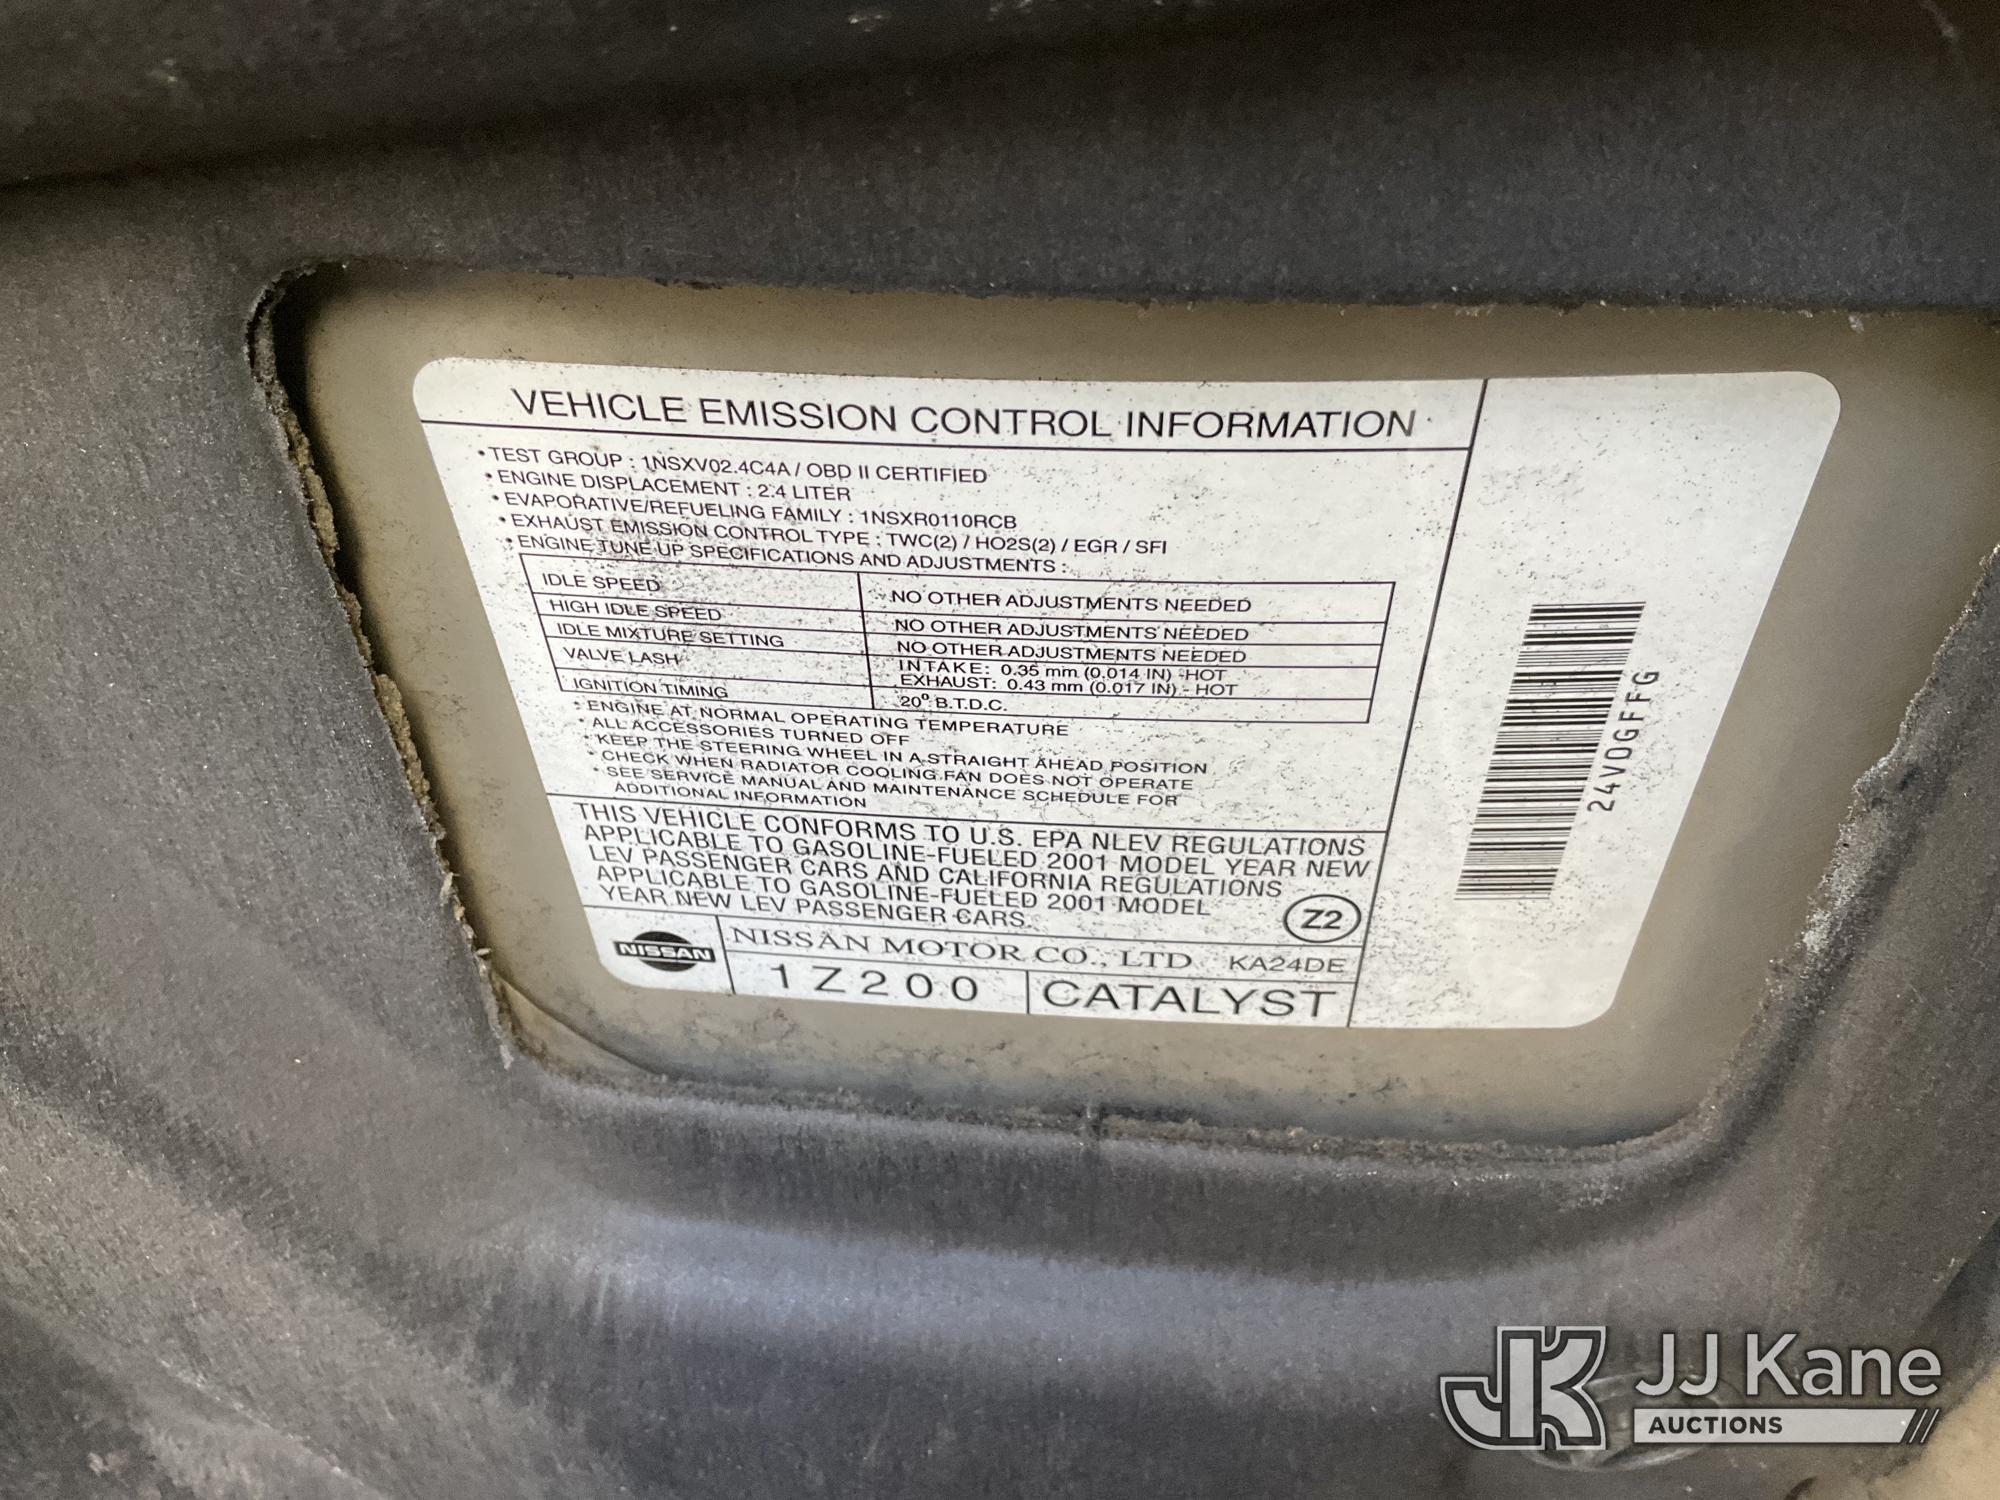 VEHICLE EMISSION CONTROL INFORMATION
• TEST GROUP : 1NSXV02.4C4A / OBD II CERTIFIED
• ENGINE DISPLACEMENT : 2.4 LITER
• EVAPORATIVE/REFUELING FAMILY : 1NSXR0110RCB
• EXHAUST EMISSION CONTROL TYPE : TWC(2) / HO2S(2) / EGR / SFI
• ENGINE TUNE UP SPECIFICATIONS AND ADJUSTMENTS :
IDLE SPEED NO OTHER ADJUSTMENTS NEEDED
HIGH IDLE SPEED NO OTHER ADJUSTMENTS NEEDED
IDLE MIXTURE SETTING NO OTHER ADJUSTMENTS NEEDED
VALVE LASH INTAKE: 0.35 mm (0.014 IN) - HOT
EXHAUST: 0.43 mm (0.017 IN) - HOT
IGNITION TIMING 20° B.T.D.C.
* ENGINE AT NORMAL OPERATING TEMPERATURE
* ALL ACCESSORIES TURNED OFF
* KEEP THE STEERING WHEEL IN A STRAIGHT AHEAD POSITION
* CHECK WHEN RADIATOR COOLING FAN DOES NOT OPERATE
* SEE SERVICE MANUAL AND MAINTENANCE SCHEDULE FOR
ADDITIONAL INFORMATION
THIS VEHICLE CONFORMS TO U.S. EPA NLEV REGULATIONS
APPLICABLE TO GASOLINE-FUELED 2001 MODEL YEAR NEW
LEV PASSENGER CARS AND CALIFORNIA REGULATIONS
APPLICABLE TO GASOLINE-FUELED 2001 MODEL
YEAR NEW LEV PASSENGER CARS.
Z2
NISSAN
NISSAN MOTOR CO., LTD KA24DE
1Z200 CATALYST
24V0GFFG
JK JJ Kane
AUCTIONS